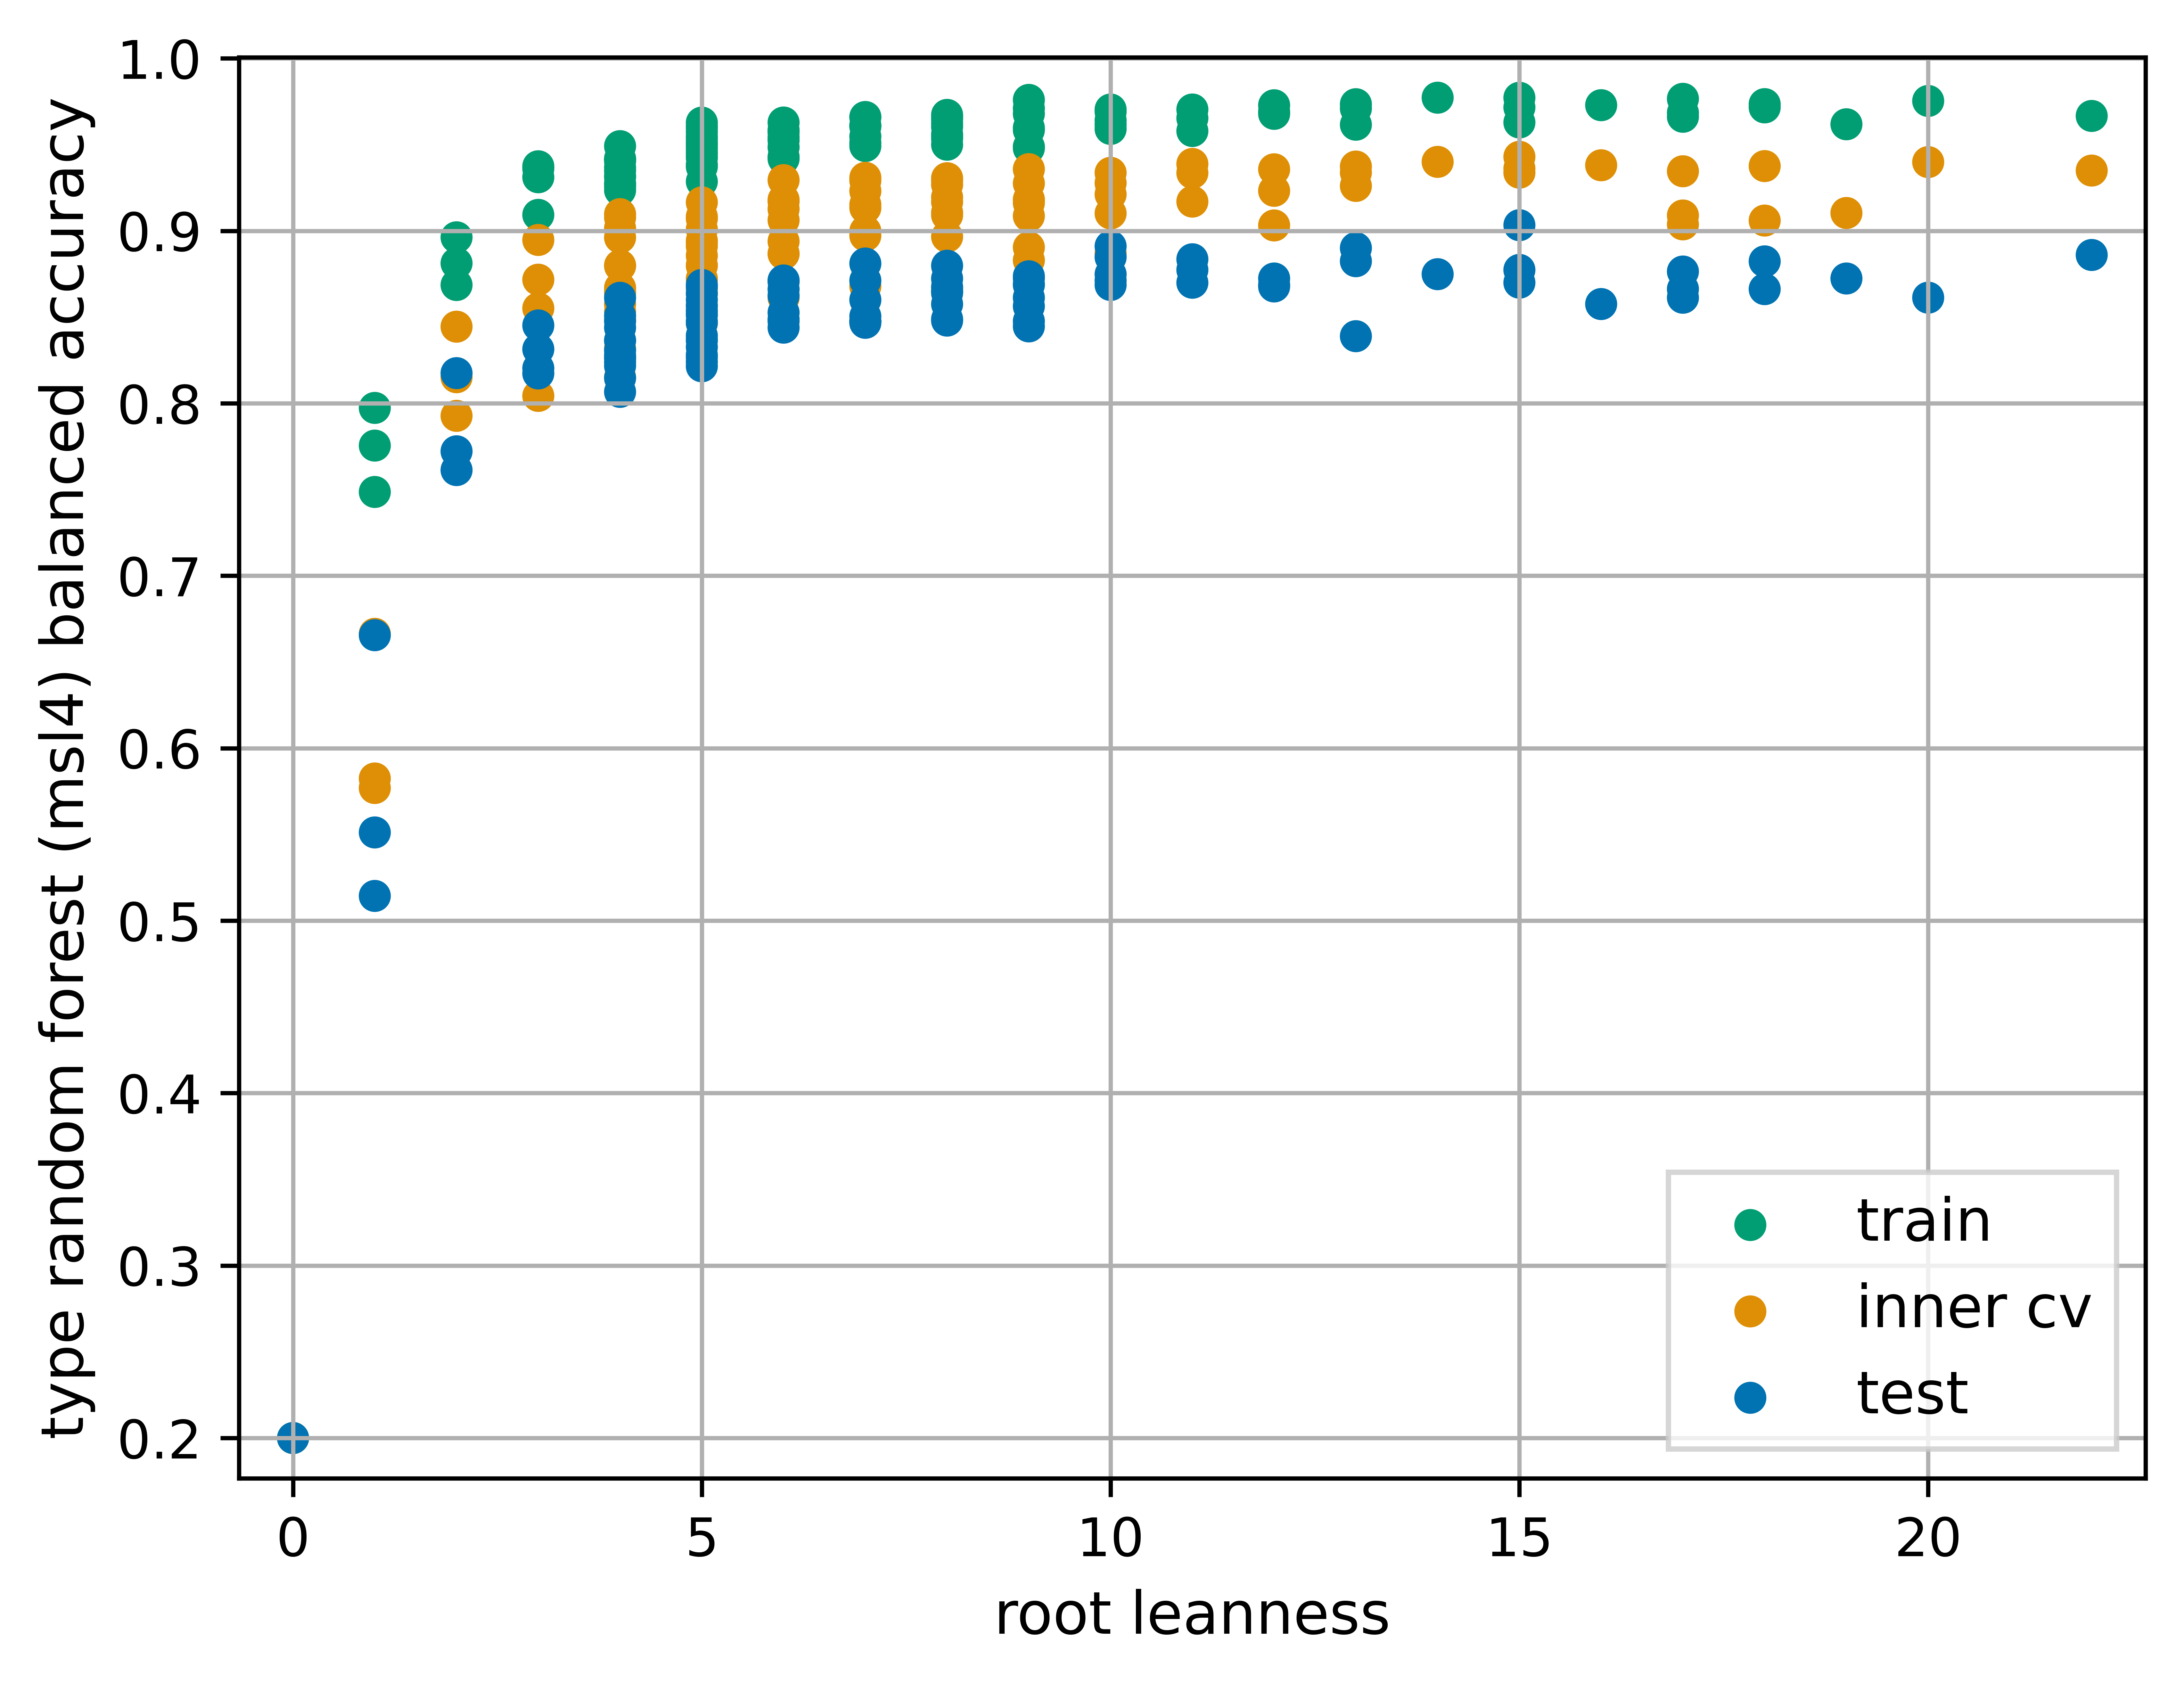 type random forest (msl4) balanced accuracy
1.0
0.9
0.8
0.7
0.6
0.5
0.4
0.3
0.2
0 5 10 15 20
root leanness
train
inner cv
test